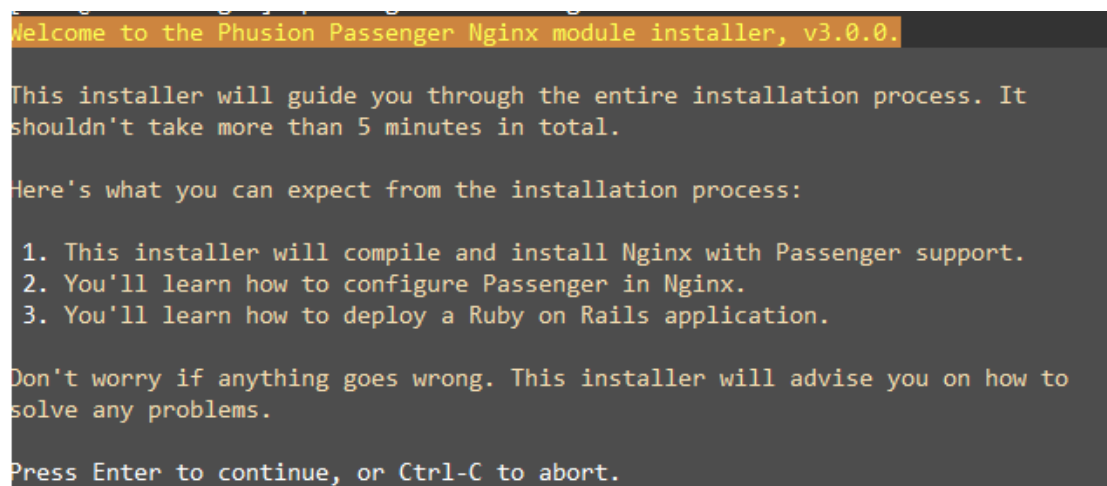 Welcome to the Phusion Passenger Nginx module installer, v3.0.0.
This installer will guide you through the entire installation process. It
shouldn't take more than 5 minutes in total.
Here's what you can expect from the installation process:
1. This installer will compile and install Nginx with Passenger support.
2. You'll learn how to configure Passenger in Nginx.
3. You'll learn how to deploy a Ruby on Rails application.
Don't worry if anything goes wrong. This installer will advise you on how to
solve any problems.
Press Enter to continue, or Ctrl-C to abort.